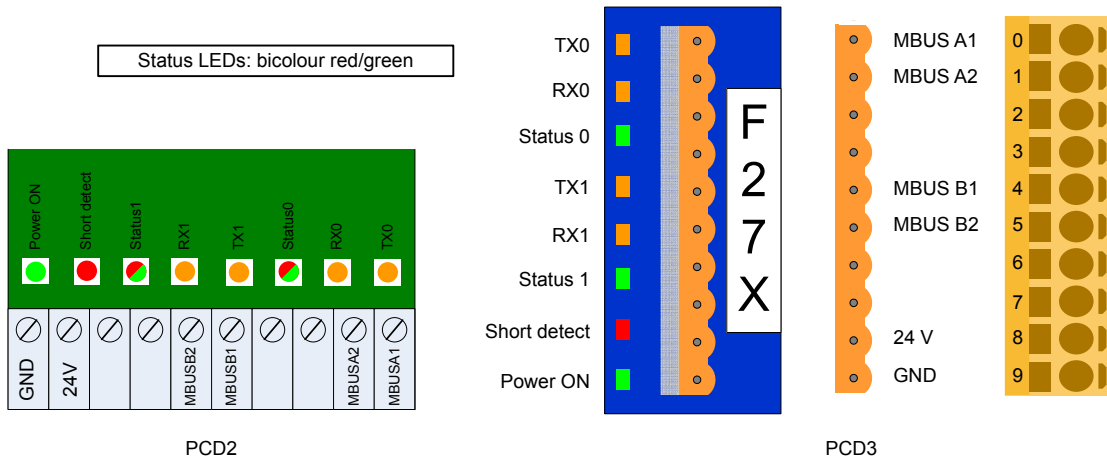 Status LEDs: bicolour red/green
Power ON
Short detect
Status1
RX1
TX1
Status0
RX0
TX0
GND
24V
MBUSB2
MBUSB1
MBUSA2
MBUSA1
PCD2
TX0
RX0
Status 0
TX1
RX1
Status 1
Short detect
Power ON
F
2
7
X
MBUS A1
MBUS A2
MBUS B1
MBUS B2
24 V
GND
0
1
2
3
4
5
6
7
8
9
PCD3